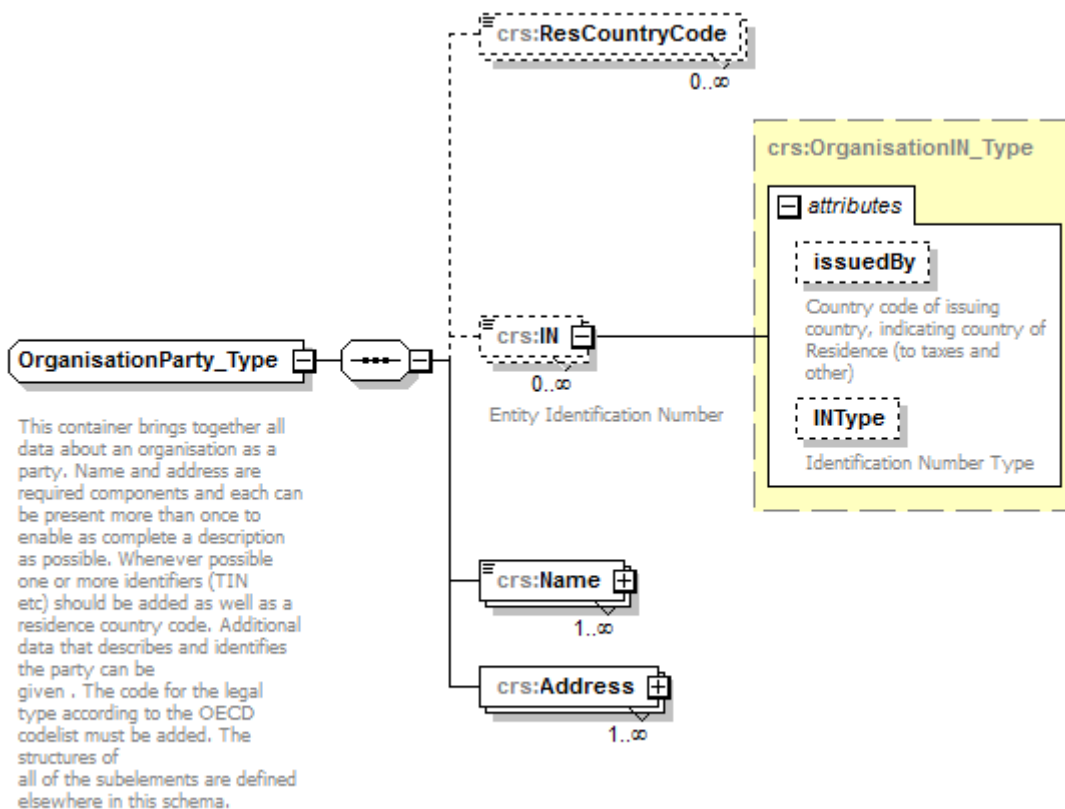 crs:ResCountryCode
0..∞
crs:OrganisationIN_Type
attributes
issuedBy
Country code of issuing
country, indicating country of
Residence (to taxes and
other)
INType
Identification Number Type
crs:IN
0..∞
Entity Identification Number
OrganisationParty_Type
This container brings together all
data about an organisation as a
party. Name and address are
required components and each can
be present more than once to
enable as complete a description
as possible. Whenever possible
one or more identifiers (TIN
etc) should be added as well as a
residence country code. Additional
data that describes and identifies
the party can be
given . The code for the legal
type according to the OECD
codelist must be added. The
structures of
all of the subelements are defined
elsewhere in this schema.
crs:Name
1..∞
crs:Address
1..∞